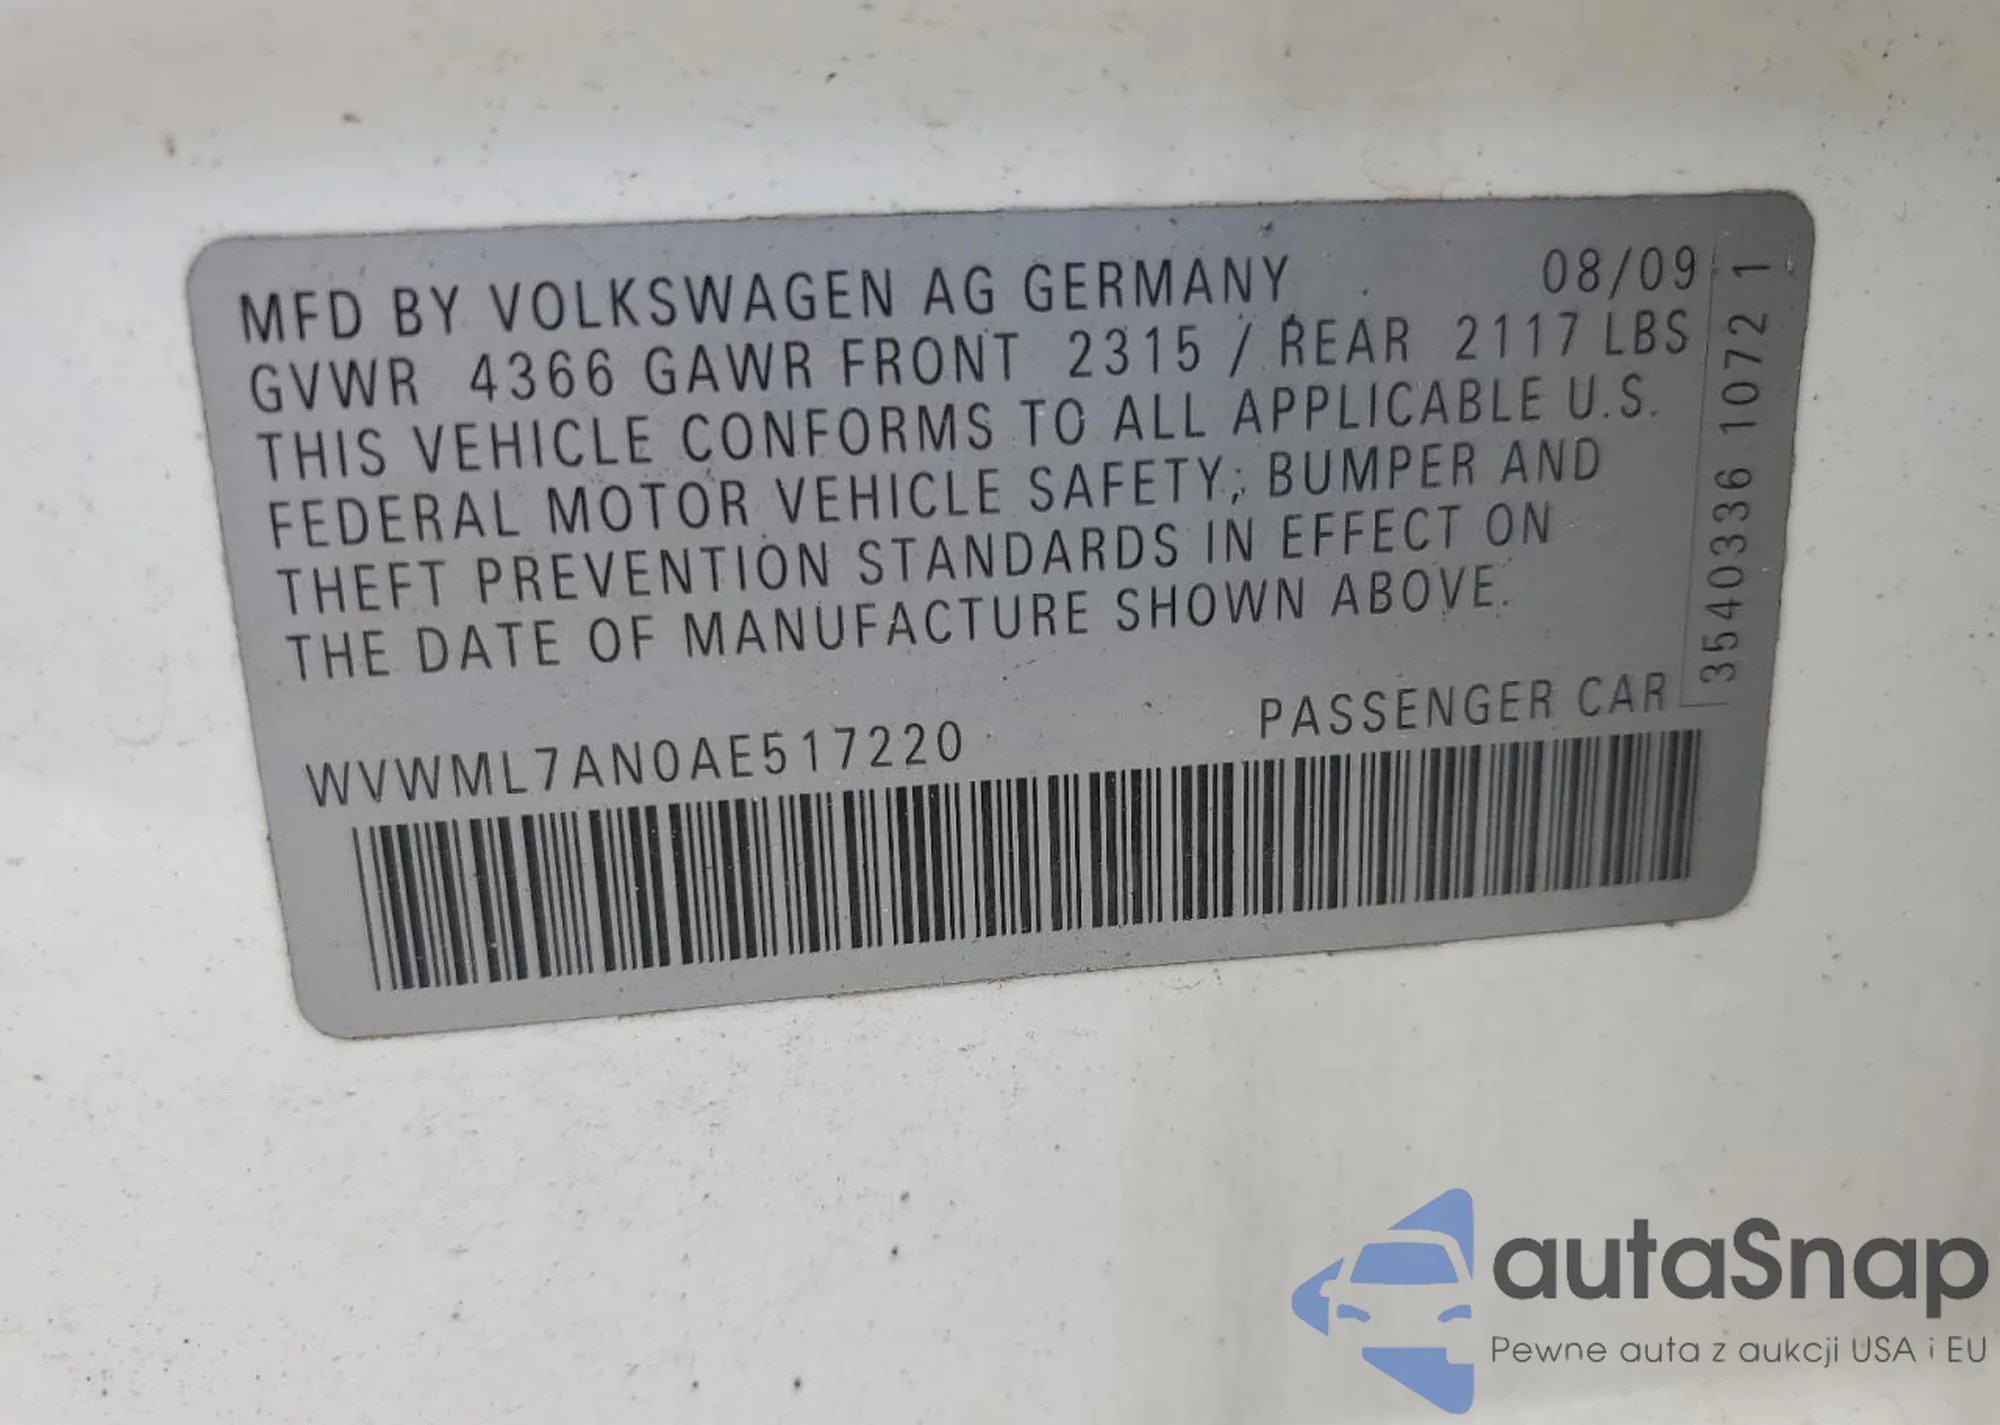 MFD BY VOLKSWAGEN AG GERMANY 08/09
GVWR 4366 GAWR FRONT 2315 / REAR 2117 LBS
THIS VEHICLE CONFORMS TO ALL APPLICABLE U.S.
FEDERAL MOTOR VEHICLE SAFETY, BUMPER AND
THEFT PREVENTION STANDARDS IN EFFECT ON
THE DATE OF MANUFACTURE SHOWN ABOVE.
PASSENGER CAR
WVWML7AN0AE517220
3540336 1072 1
autaSnap
Pewne auta z aukcji USA i EU